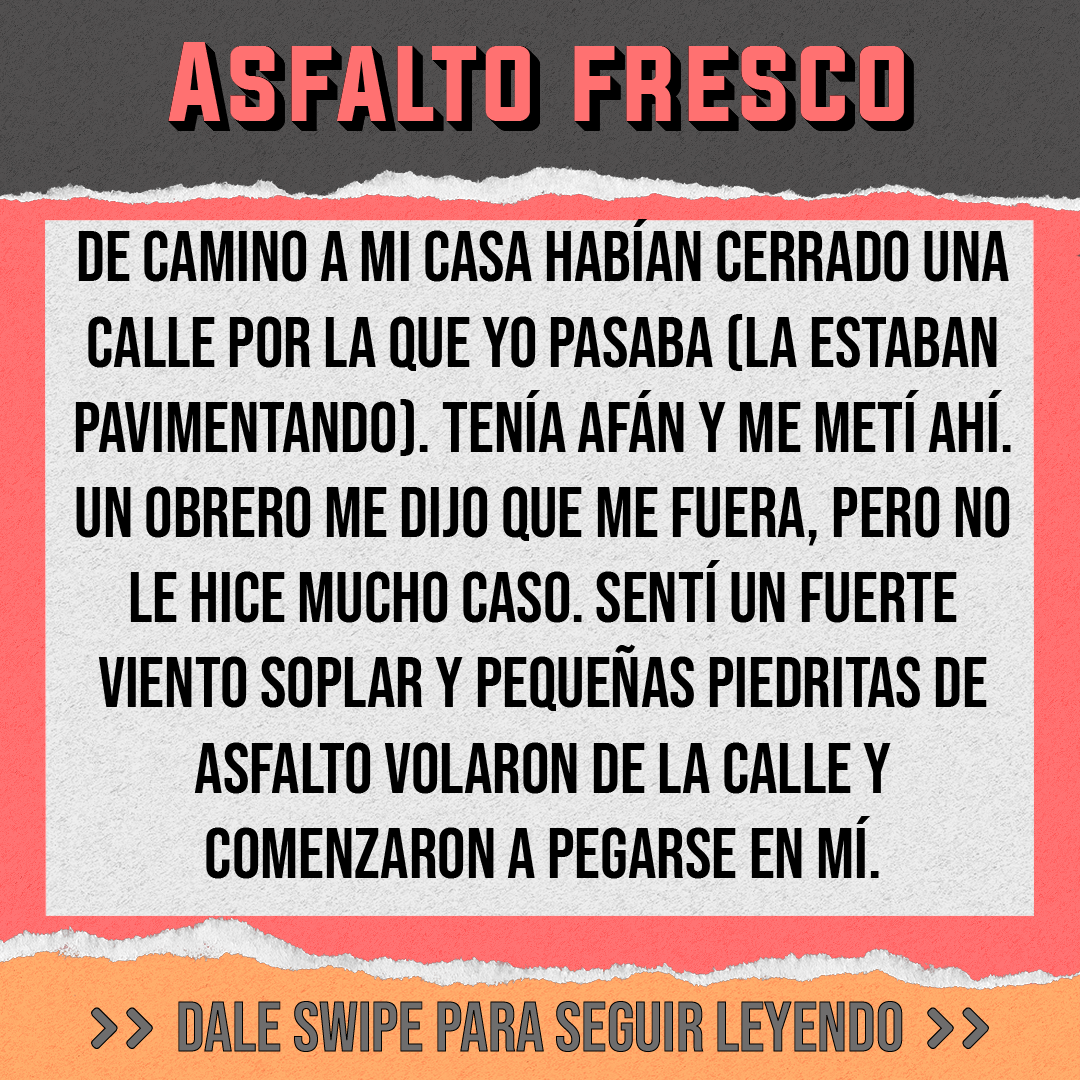 ASFALTO FRESCO
DE CAMINO A MI CASA HABÍAN CERRADO UNA
CALLE POR LA QUE YO PASABA (LA ESTABAN
PAVIMENTANDO). TENÍA AFÁN Y ME METÍ AHÍ.
UN OBRERO ME DIJO QUE ME FUERA, PERO NO
LE HICE MUCHO CASO. SENTÍ UN FUERTE
VIENTO SOPLAR Y PEQUEÑAS PIEDRITAS DE
ASFALTO VOLARON DE LA CALLE Y
COMENZARON A PEGARSE EN MÍ.
>> DALE SWIPE PARA SEGUIR LEYENDO >>